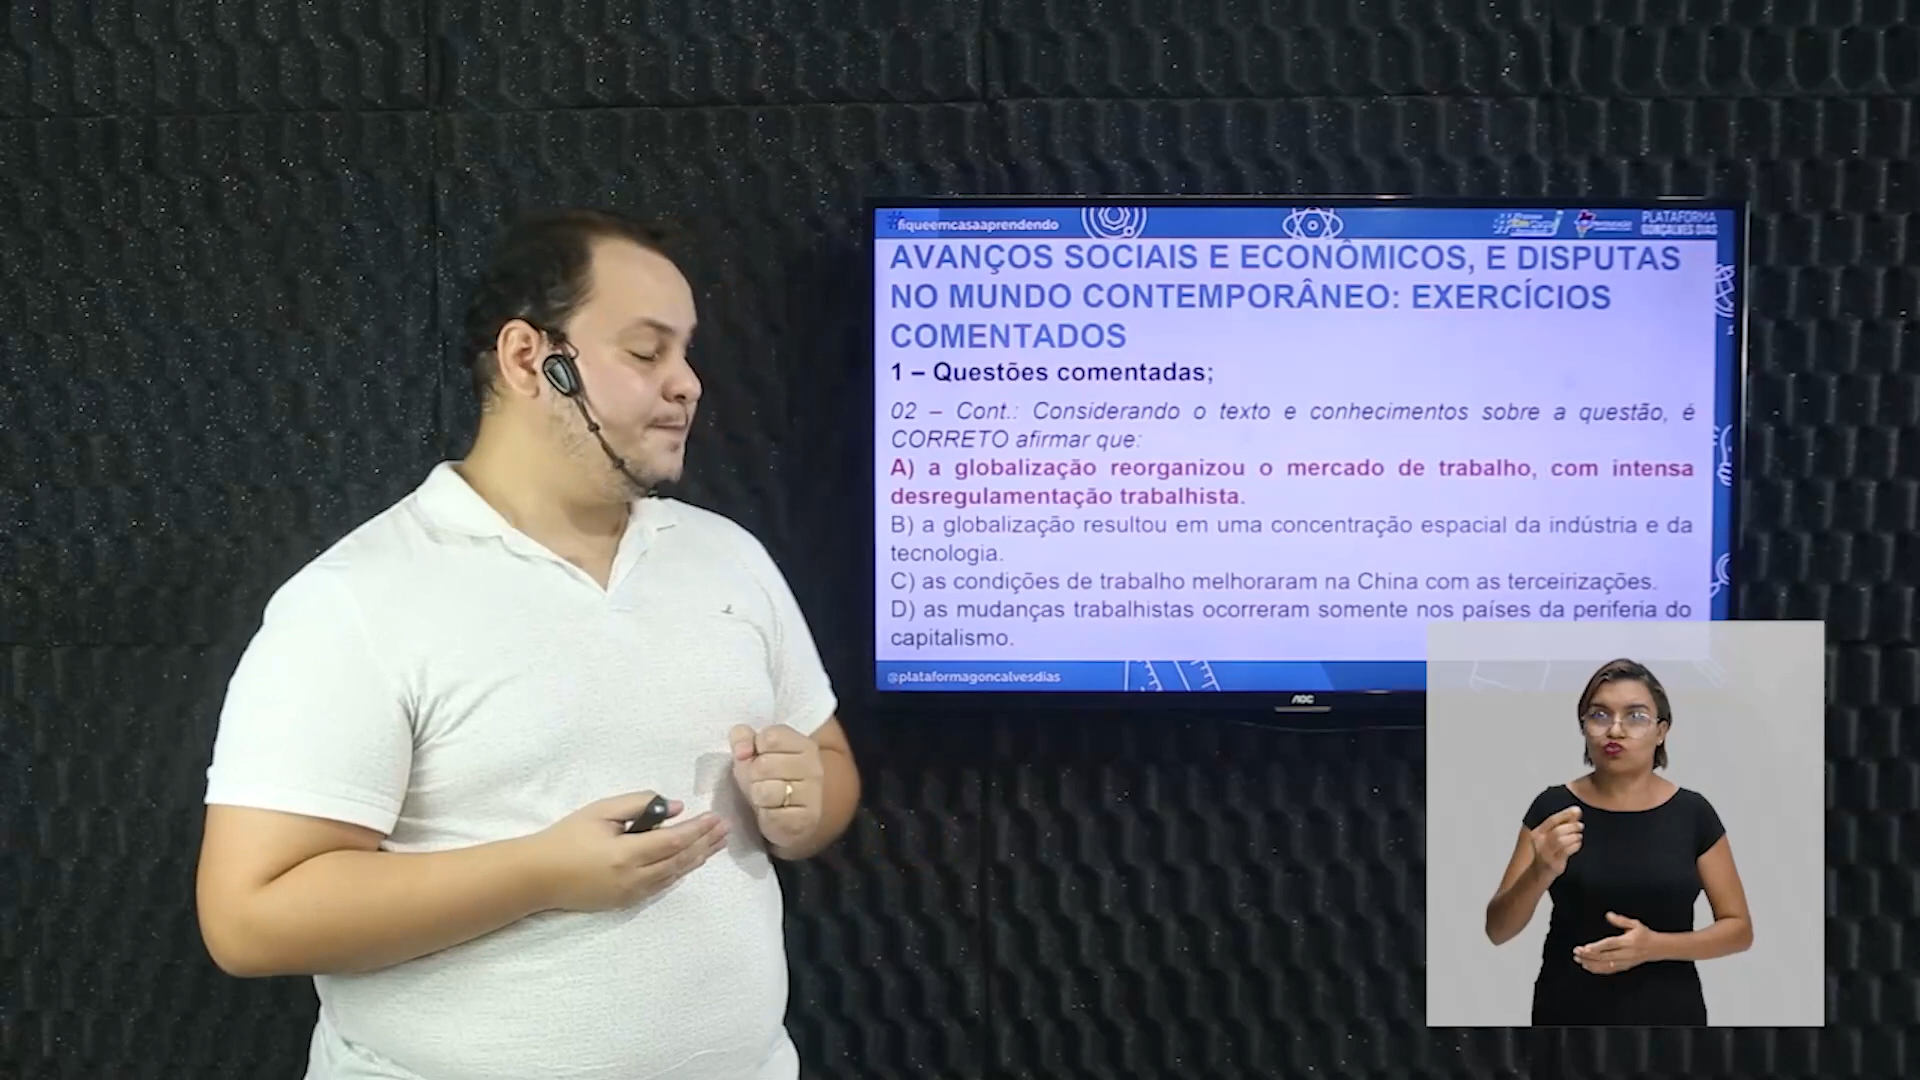 #fiqueemcasaaprendendo
PLATAFORMA
GONÇALVES DIAS
AVANÇOS SOCIAIS E ECONÔMICOS, E DISPUTAS
NO MUNDO CONTEMPORÂNEO: EXERCÍCIOS
COMENTADOS
1 – Questões comentadas;
02 – Cont.: Considerando o texto e conhecimentos sobre a questão, é
CORRETO afirmar que:
A) a globalização reorganizou o mercado de trabalho, com intensa
desregulamentação trabalhista.
B) a globalização resultou em uma concentração espacial da indústria e da
tecnologia.
C) as condições de trabalho melhoraram na China com as terceirizações.
D) as mudanças trabalhistas ocorreram somente nos países da periferia do
capitalismo.
@plataformagoncalvesdias
AOC